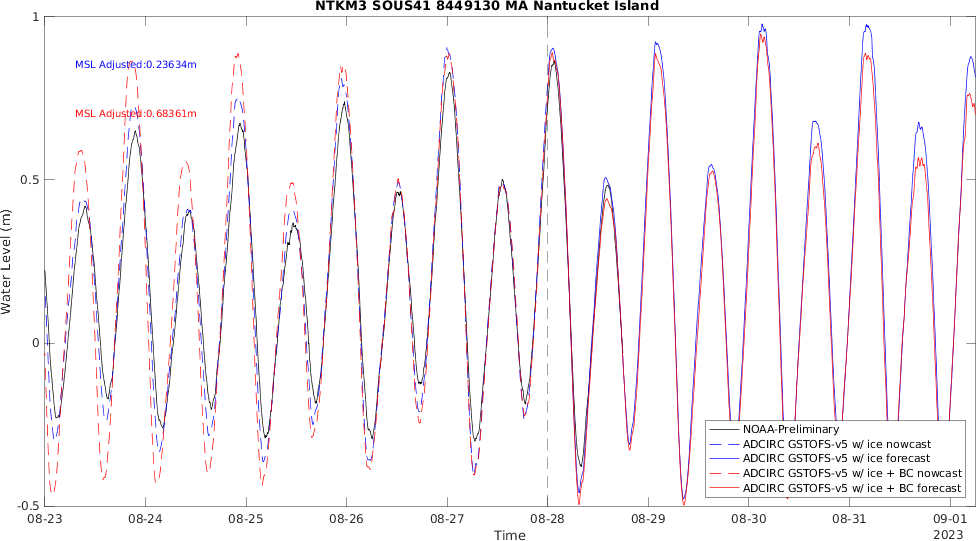 NTKM3 SOUS41 8449130 MA Nantucket Island
1
MSL Adjusted:0.23634m
MSL Adjusted:0.68361m
0.5
Water Level (m)
0
-0.5
NOAA-Preliminary
ADCIRC GSTOFS-v5 w/ ice nowcast
ADCIRC GSTOFS-v5 w/ ice forecast
ADCIRC GSTOFS-v5 w/ ice + BC nowcast
ADCIRC GSTOFS-v5 w/ ice + BC forecast
08-23 08-24 08-25 08-26 08-27 08-28 08-29 08-30 08-31 09-01
Time 2023